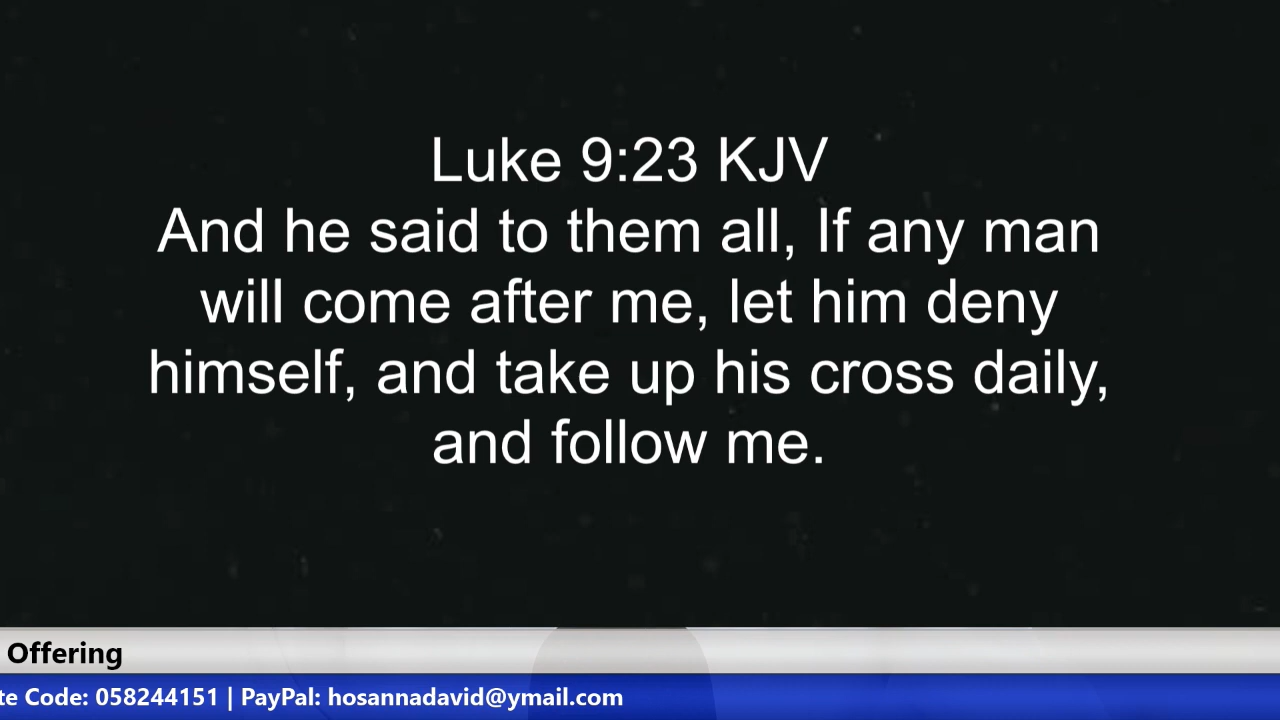 Luke 9:23 KJV
And he said to them all, If any man
will come after me, let him deny
himself, and take up his cross daily,
and follow me.
Offering
te Code: 058244151 | PayPal: hosannadavid@ymail.com